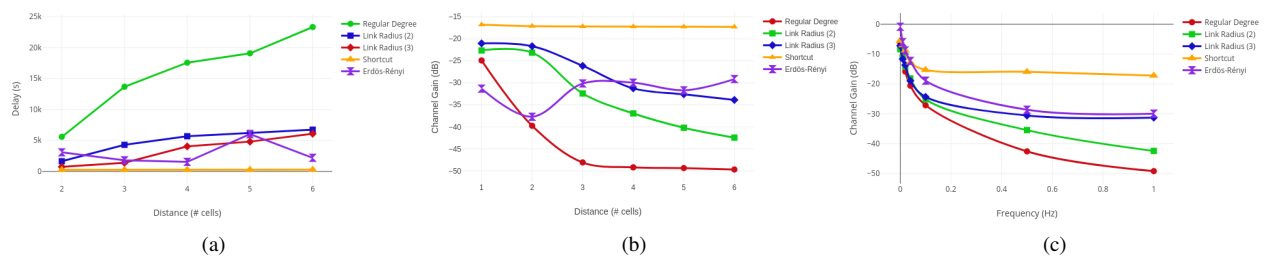 25k
20k
15k
10k
5k
0
2
3
4
5
6
Delay (s)
Distance (# cells)
Regular Degree
Link Radius (2)
Link Radius (3)
Shortcut
Erdös-Rényi
(a)
−15
−20
−25
−30
−35
−40
−45
−50
1
2
3
4
5
6
Channel Gain (dB)
Distance (# cells)
Regular Degree
Link Radius (2)
Link Radius (3)
Shortcut
Erdös-Rényi
(b)
0
−10
−20
−30
−40
−50
0
0.2
0.4
0.6
0.8
1
Channel Gain (dB)
Frequency (Hz)
Regular Degree
Link Radius (2)
Link Radius (3)
Shortcut
Erdös-Rényi
(c)